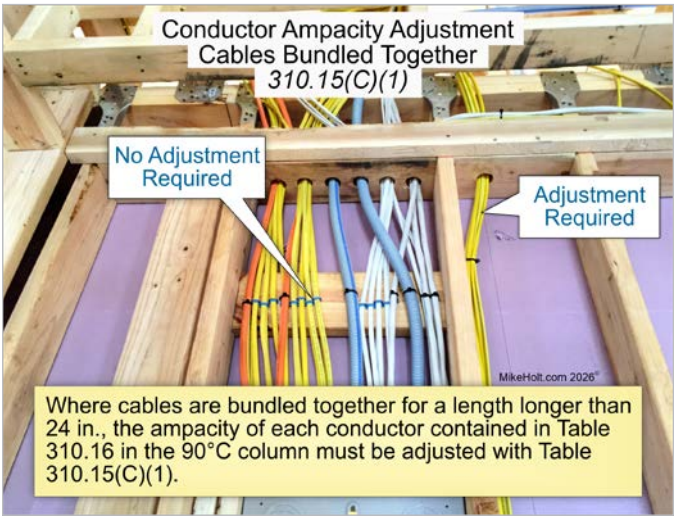 Conductor Ampacity Adjustment
Cables Bundled Together
310.15(C)(1)
No Adjustment
Required
Adjustment
Required
MikeHolt.com 2026©
Where cables are bundled together for a length longer than
24 in., the ampacity of each conductor contained in Table
310.16 in the 90°C column must be adjusted with Table
310.15(C)(1).